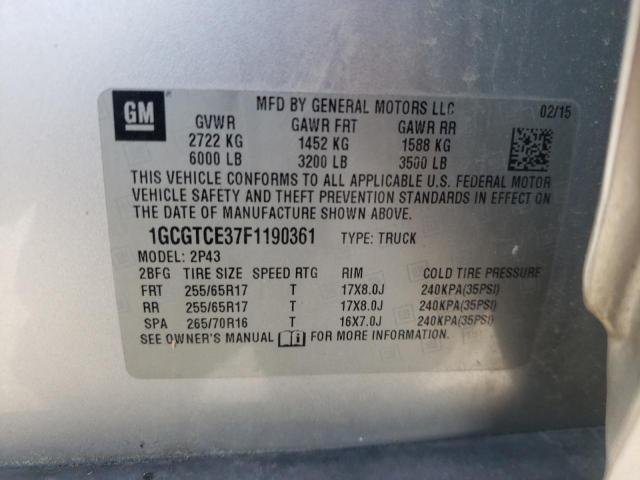 GM
MFD BY GENERAL MOTORS LLC 02/15
GVWR GAWR FRT GAWR RR
2722 KG 1452 KG 1588 KG
6000 LB 3200 LB 3500 LB
THIS VEHICLE CONFORMS TO ALL APPLICABLE U.S. FEDERAL MOTOR
VEHICLE SAFETY AND THEFT PREVENTION STANDARDS IN EFFECT ON
THE DATE OF MANUFACTURE SHOWN ABOVE.
1GCGTCE37F1190361 TYPE: TRUCK
MODEL: 2P43
2BFG TIRE SIZE SPEED RTG RIM COLD TIRE PRESSURE
FRT 255/65R17 T 17X8.0J 240KPA(35PSI)
RR 255/65R17 T 17X8.0J 240KPA(35PSI)
SPA 265/70R16 T 16X7.0J 240KPA(35PSI)
SEE OWNER'S MANUAL FOR MORE INFORMATION.